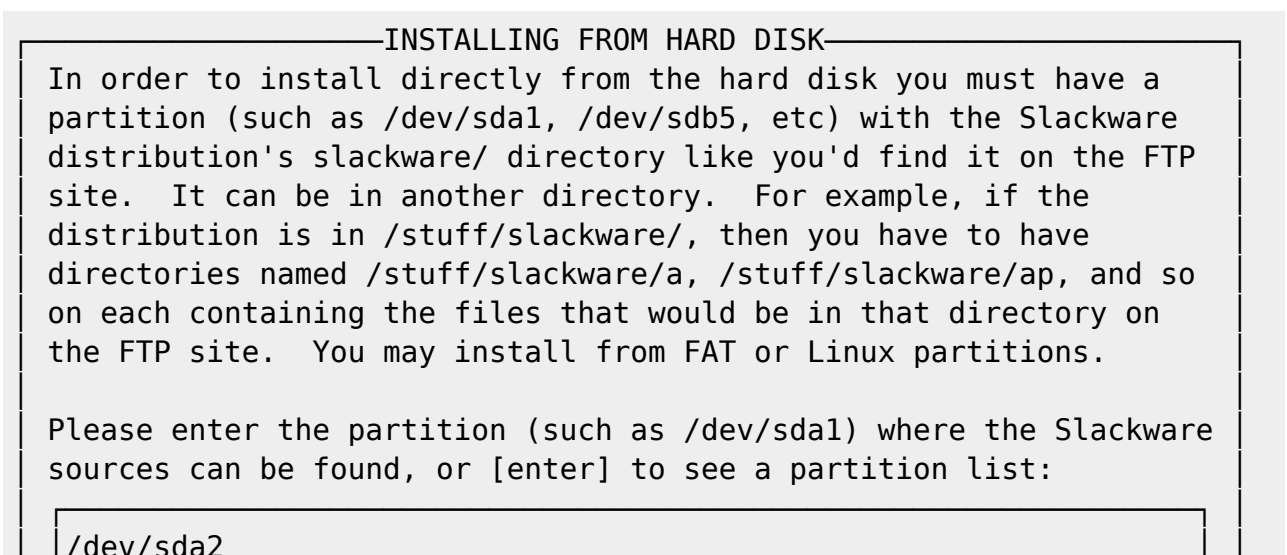 INSTALLING FROM HARD DISK
In order to install directly from the hard disk you must have a
partition (such as /dev/sda1, /dev/sdb5, etc) with the Slackware
distribution's slackware/ directory like you'd find it on the FTP
site.  It can be in another directory.  For example, if the
distribution is in /stuff/slackware/, then you have to have
directories named /stuff/slackware/a, /stuff/slackware/ap, and so
on each containing the files that would be in that directory on
the FTP site.  You may install from FAT or Linux partitions.
Please enter the partition (such as /dev/sda1) where the Slackware
sources can be found, or [enter] to see a partition list:
/dev/sda2